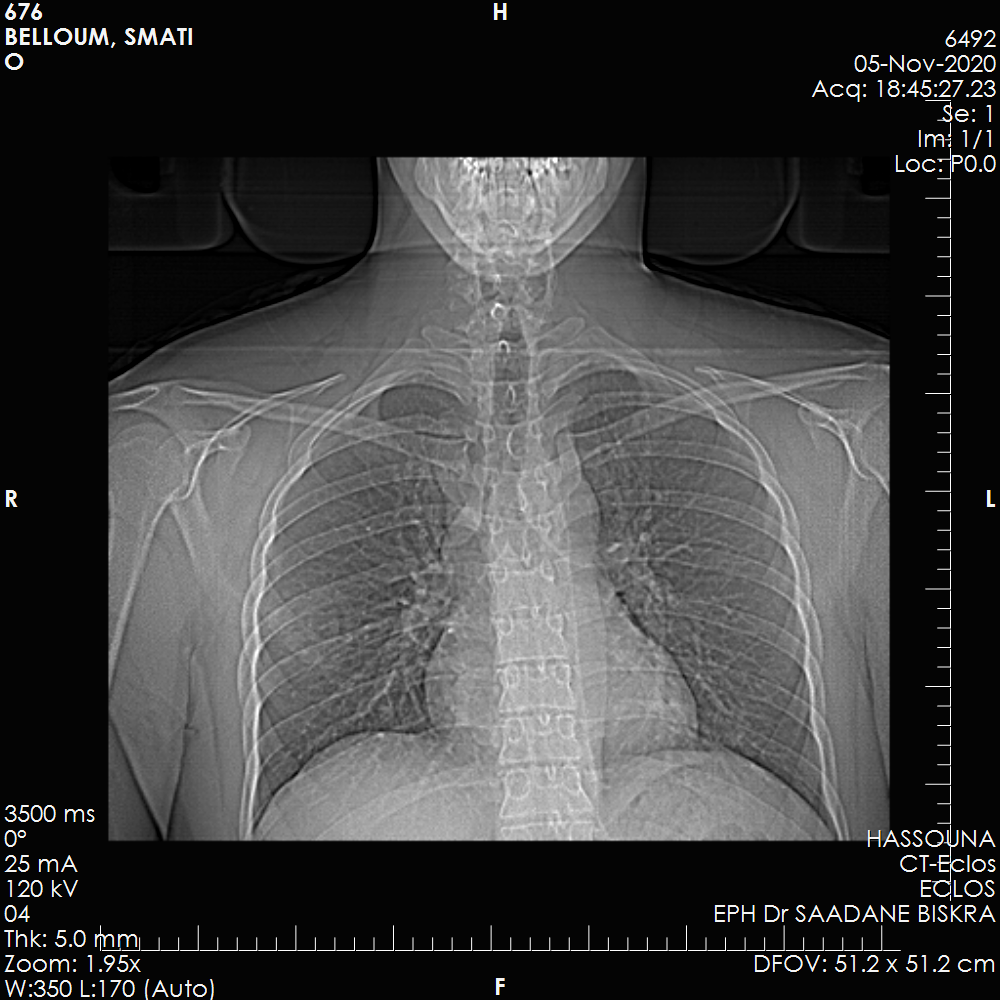 676
BELLOUM, SMATI
O
H
6492
05-Nov-2020
Acq: 18:45:27.23
Se: 1
Im: 1/1
Loc: P0.0
R
L
3500 ms
0°
25 mA
120 kV
04
Thk: 5.0 mm
Zoom: 1.95x
W:350 L:170 (Auto)
F
HASSOUNA
CT-Eclos
ECLOS
EPH Dr SAADANE BISKRA
DFOV: 51.2 x 51.2 cm